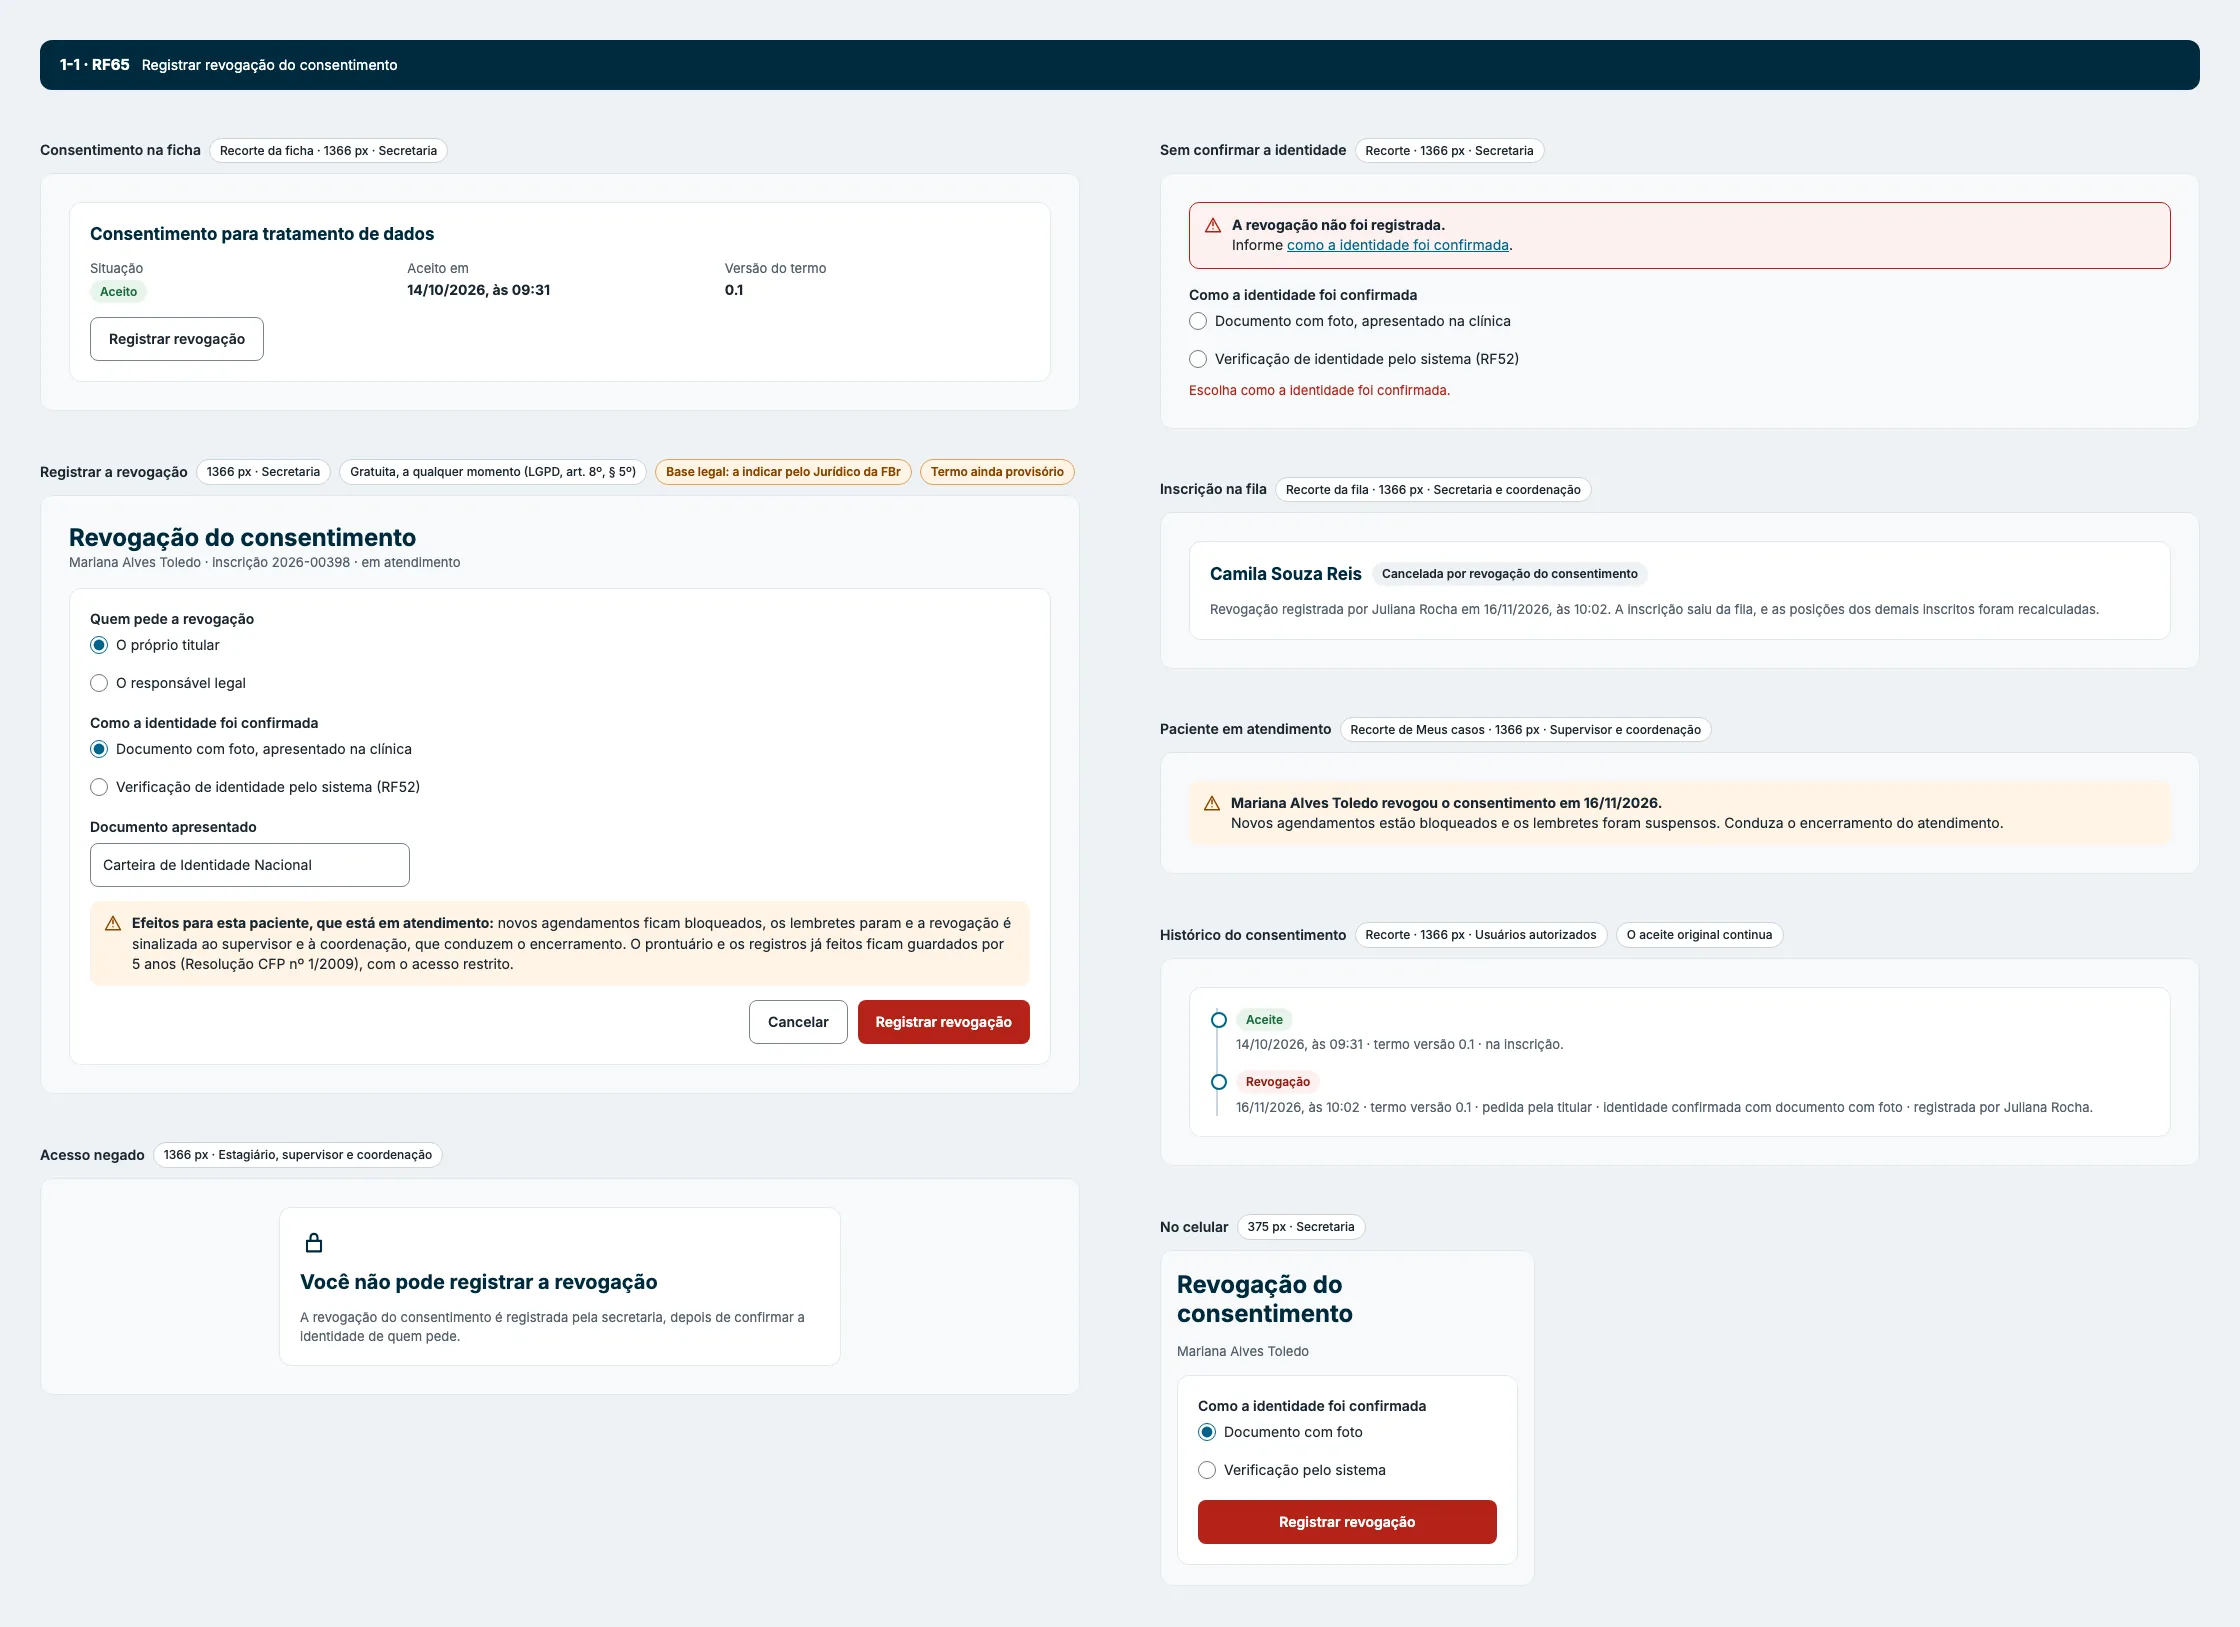 1-1 · RF65 Registrar revogação do consentimento
Consentimento na ficha
Recorte da ficha · 1366 px · Secretaria
Consentimento para tratamento de dados
Situação
Aceito
Aceito em
14/10/2026, às 09:31
Versão do termo
0.1
Registrar revogação
Registrar a revogação
1366 px · Secretaria
Gratuita, a qualquer momento (LGPD, art. 8º, § 5º)
Base legal: a indicar pelo Jurídico da FBr
Termo ainda provisório
Revogação do consentimento
Mariana Alves Toledo · Inscrição 2026-00398 · em atendimento
Quem pede a revogação
O próprio titular
O responsável legal
Como a identidade foi confirmada
Documento com foto, apresentado na clínica
Verificação de identidade pelo sistema (RF52)
Documento apresentado
Carteira de Identidade Nacional
Efeitos para esta paciente, que está em atendimento: novos agendamentos ficam bloqueados, os lembretes param e a revogação é
sinalizada ao supervisor e à coordenação, que conduzem o encerramento. O prontuário e os registros já feitos ficam guardados por
5 anos (Resolução CFP nº 1/2009), com o acesso restrito.
Cancelar
Registrar revogação
Acesso negado
1366 px · Estagiário, supervisor e coordenação
Você não pode registrar a revogação
A revogação do consentimento é registrada pela secretaria, depois de confirmar a
identidade de quem pede.
Sem confirmar a identidade
Recorte · 1366 px · Secretaria
A revogação não foi registrada.
Informe como a identidade foi confirmada.
Como a identidade foi confirmada
Documento com foto, apresentado na clínica
Verificação de identidade pelo sistema (RF52)
Escolha como a identidade foi confirmada.
Inscrição na fila
Recorte da fila · 1366 px · Secretaria e coordenação
Camila Souza Reis
Cancelada por revogação do consentimento
Revogação registrada por Juliana Rocha em 16/11/2026, às 10:02. A inscrição saiu da fila, e as posições dos demais inscritos foram recalculadas.
Paciente em atendimento
Recorte de Meus casos · 1366 px · Supervisor e coordenação
Mariana Alves Toledo revogou o consentimento em 16/11/2026.
Novos agendamentos estão bloqueados e os lembretes foram suspensos. Conduza o encerramento do atendimento.
Histórico do consentimento
Recorte · 1366 px · Usuários autorizados
O aceite original continua
Aceite
14/10/2026, às 09:31 · termo versão 0.1 · na inscrição.
Revogação
16/11/2026, às 10:02 · termo versão 0.1 · pedida pela titular · identidade confirmada com documento com foto · registrada por Juliana Rocha.
No celular
375 px · Secretaria
Revogação do
consentimento
Mariana Alves Toledo
Como a identidade foi confirmada
Documento com foto
Verificação pelo sistema
Registrar revogação